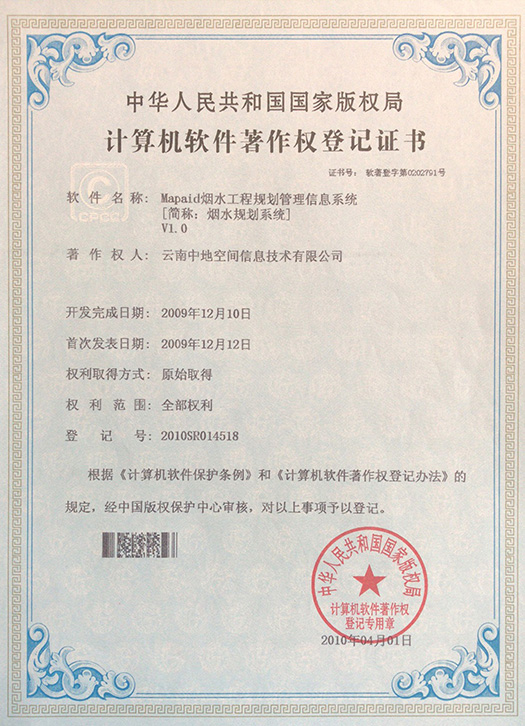 中华人民共和国国家版权局
计算机软件著作权登记证书
证书号： 软著登字第0202791号
CPCC
软件名称： Mapaid烟水工程规划管理信息系统
[简称：烟水规划系统]
V1.0
著作权人： 云南中地空间信息技术有限公司
开发完成日期： 2009年12月10日
首次发表日期： 2009年12月12日
权利取得方式： 原始取得
权利范围： 全部权利
登记号： 2010SR014518
根据《计算机软件保护条例》和《计算机软件著作权登记办法》的
规定，经中国版权保护中心审核，对以上事项予以登记。
中华人民共和国国家版权局
计算机软件著作权
登记专用章
2010年04月01日